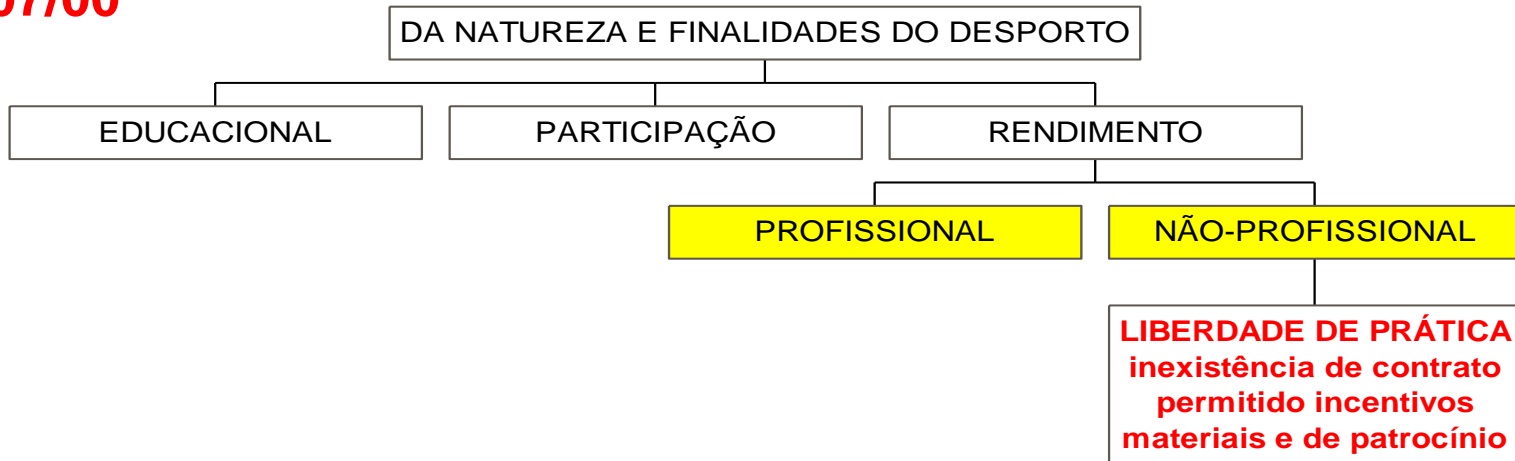 DA NATUREZA E FINALIDADES DO DESPORTO
EDUCACIONAL
PARTICIPAÇÃO
RENDIMENTO
PROFISSIONAL
NÃO-PROFISSIONAL
LIBERDADE DE PRÁTICA
inexistência de contrato
permitido incentivos
materiais e de patrocínio